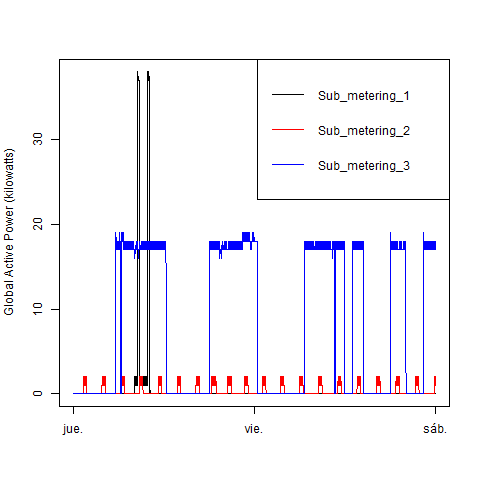 Sub_metering_1
Sub_metering_2
Sub_metering_3
Global Active Power (kilowatts)
30
20
10
0
jue.
vie.
sáb.